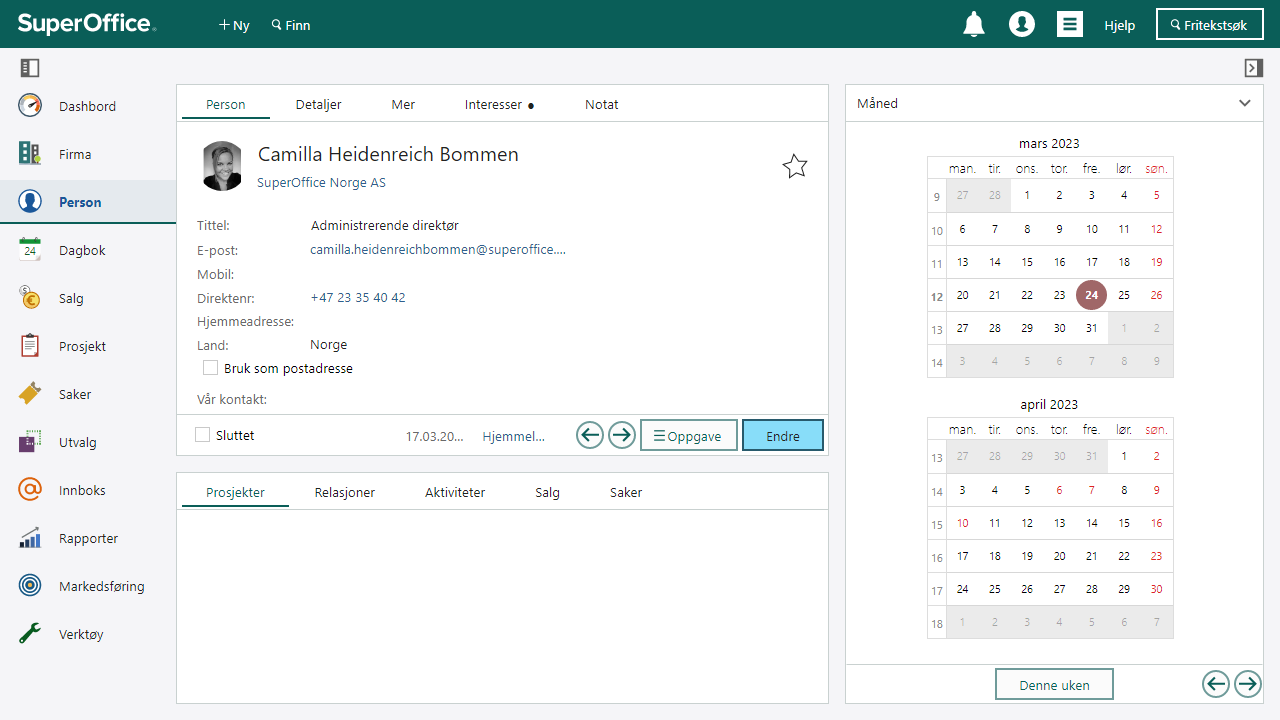 SuperOffice
Ny
Finn
Hjelp
Fritekstsøk
Dashbord
Firma
Person
24
Dagbok
Salg
Prosjekt
Saker
Utvalg
Innboks
Rapporter
Markedsføring
Verktøy
Person Detaljer Mer Interesser ● Notat
Camilla Heidenreich Bommen
SuperOffice Norge AS
Tittel: Administrerende direktør
E-post: camilla.heidenreichbommen@superoffice....
Mobil:
Direktenr: +47 23 35 40 42
Hjemmeadresse:
Land: Norge
Bruk som postadresse
Vår kontakt:
Sluttet 17.03.20... Hjemmel... Oppgave Endre
Prosjekter Relasjoner Aktiviteter Salg Saker
Måned
mars 2023
man. tir. ons. tor. fre. lør. søn.
9 27 28 1 2 3 4 5
10 6 7 8 9 10 11 12
11 13 14 15 16 17 18 19
12 20 21 22 23 24 25 26
13 27 28 29 30 31 1 2
14 3 4 5 6 7 8 9
april 2023
man. tir. ons. tor. fre. lør. søn.
13 27 28 29 30 31 1 2
14 3 4 5 6 7 8 9
15 10 11 12 13 14 15 16
16 17 18 19 20 21 22 23
17 24 25 26 27 28 29 30
18 1 2 3 4 5 6 7
Denne uken